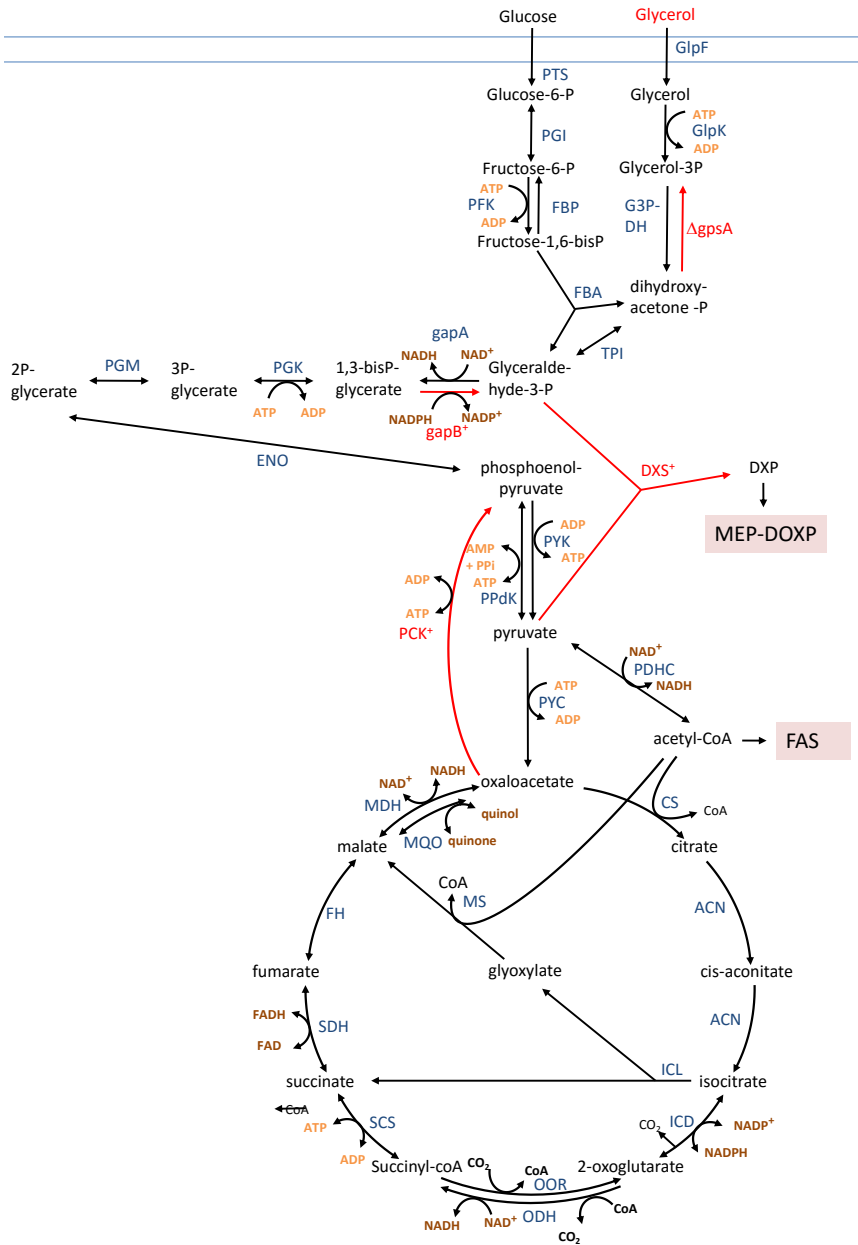 Glucose
Glycerol
GlpF
PTS
Glucose-6-P
Glycerol
ATP
GlpK
ADP
PGI
Fructose-6-P
Glycerol-3P
ATP
PFK
FBP
ADP
G3P-
DH
ΔgpsA
Fructose-1,6-bisP
FBA
dihydroxy-
acetone -P
gapA
TPI
2P-
glycerate
PGM
3P-
glycerate
PGK
ATP
ADP
1,3-bisP-
glycerate
NADH
NAD+
NADPH
NADP+
gapB+
Glyceralde-
hyde-3-P
ENO
phosphoenol-
pyruvate
DXS+
DXP
MEP-DOXP
ADP
PYK
ATP
AMP
+ PPi
ATP
PPdK
ADP
ATP
PCK+
pyruvate
NAD+
PDHC
NADH
ATP
PYC
ADP
acetyl-CoA
FAS
oxaloacetate
NADH
NAD+
MDH
quinol
MQO
quinone
CS
CoA
malate
citrate
CoA
MS
FH
ACN
fumarate
glyoxylate
cis-aconitate
FADH
SDH
FAD
ACN
succinate
ICL
isocitrate
CoA
ATP
SCS
ADP
CO2
ICD
NADP+
NADPH
Succinyl-coA
CO2
CoA
2-oxoglutarate
OOR
ODH
NADH
NAD+
CoA
CO2